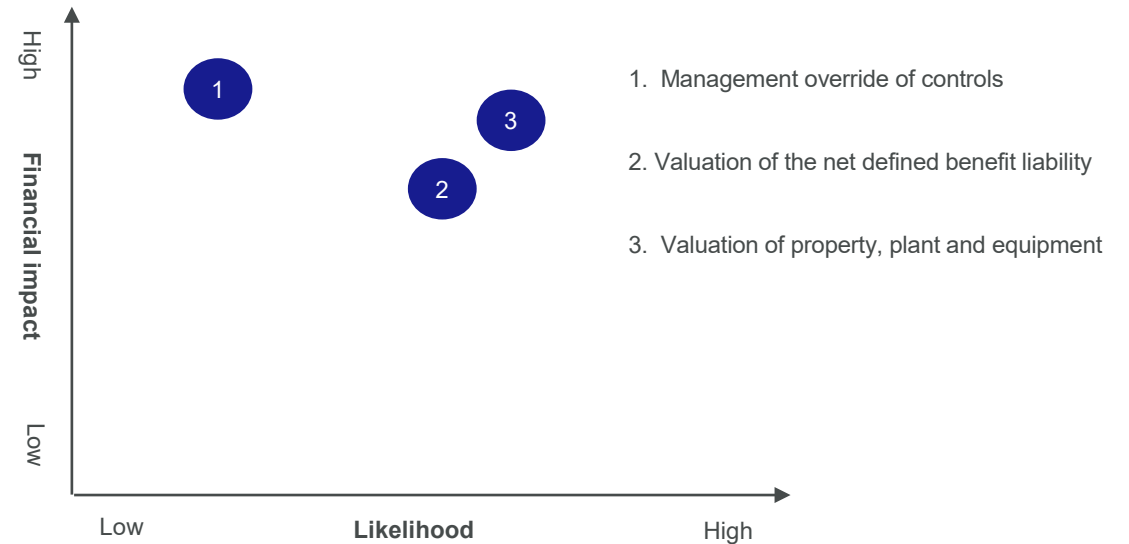 High
Financial impact
Low
1
3
2
1. Management override of controls
2. Valuation of the net defined benefit liability
3. Valuation of property, plant and equipment
Low
Likelihood
High